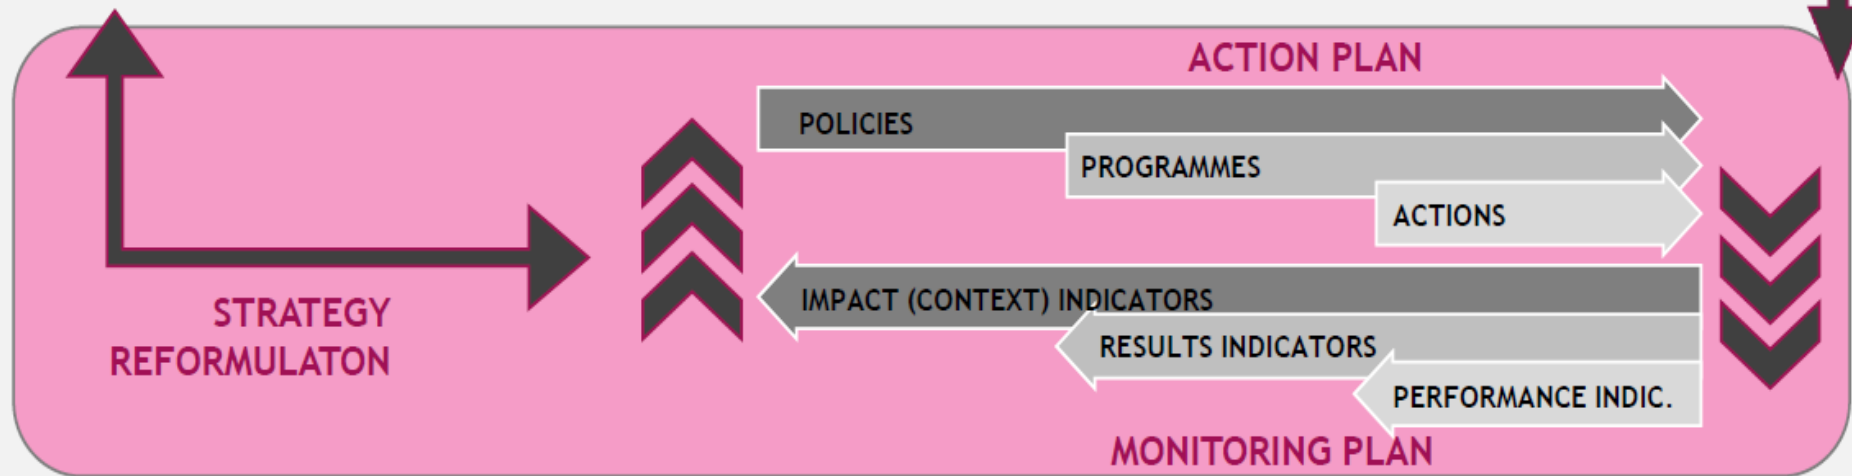 ACTION PLAN
POLICIES
PROGRAMMES
ACTIONS
STRATEGY
REFORMULATON
IMPACT (CONTEXT) INDICATORS
RESULTS INDICATORS
PERFORMANCE INDIC.
MONITORING PLAN